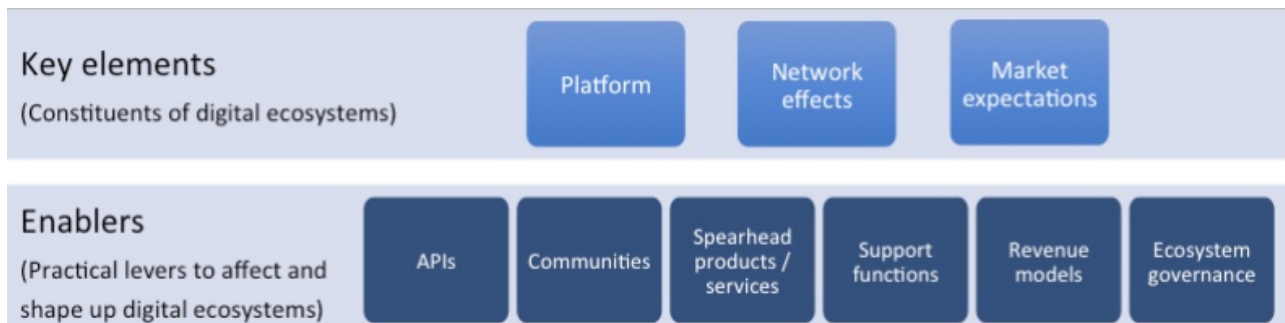 Key elements
(Constituents of digital ecosystems)
Platform
Network
effects
Market
expectations
Enablers
(Practical levers to affect and
shape up digital ecosystems)
APIs
Communities
Spearhead
products /
services
Support
functions
Revenue
models
Ecosystem
governance